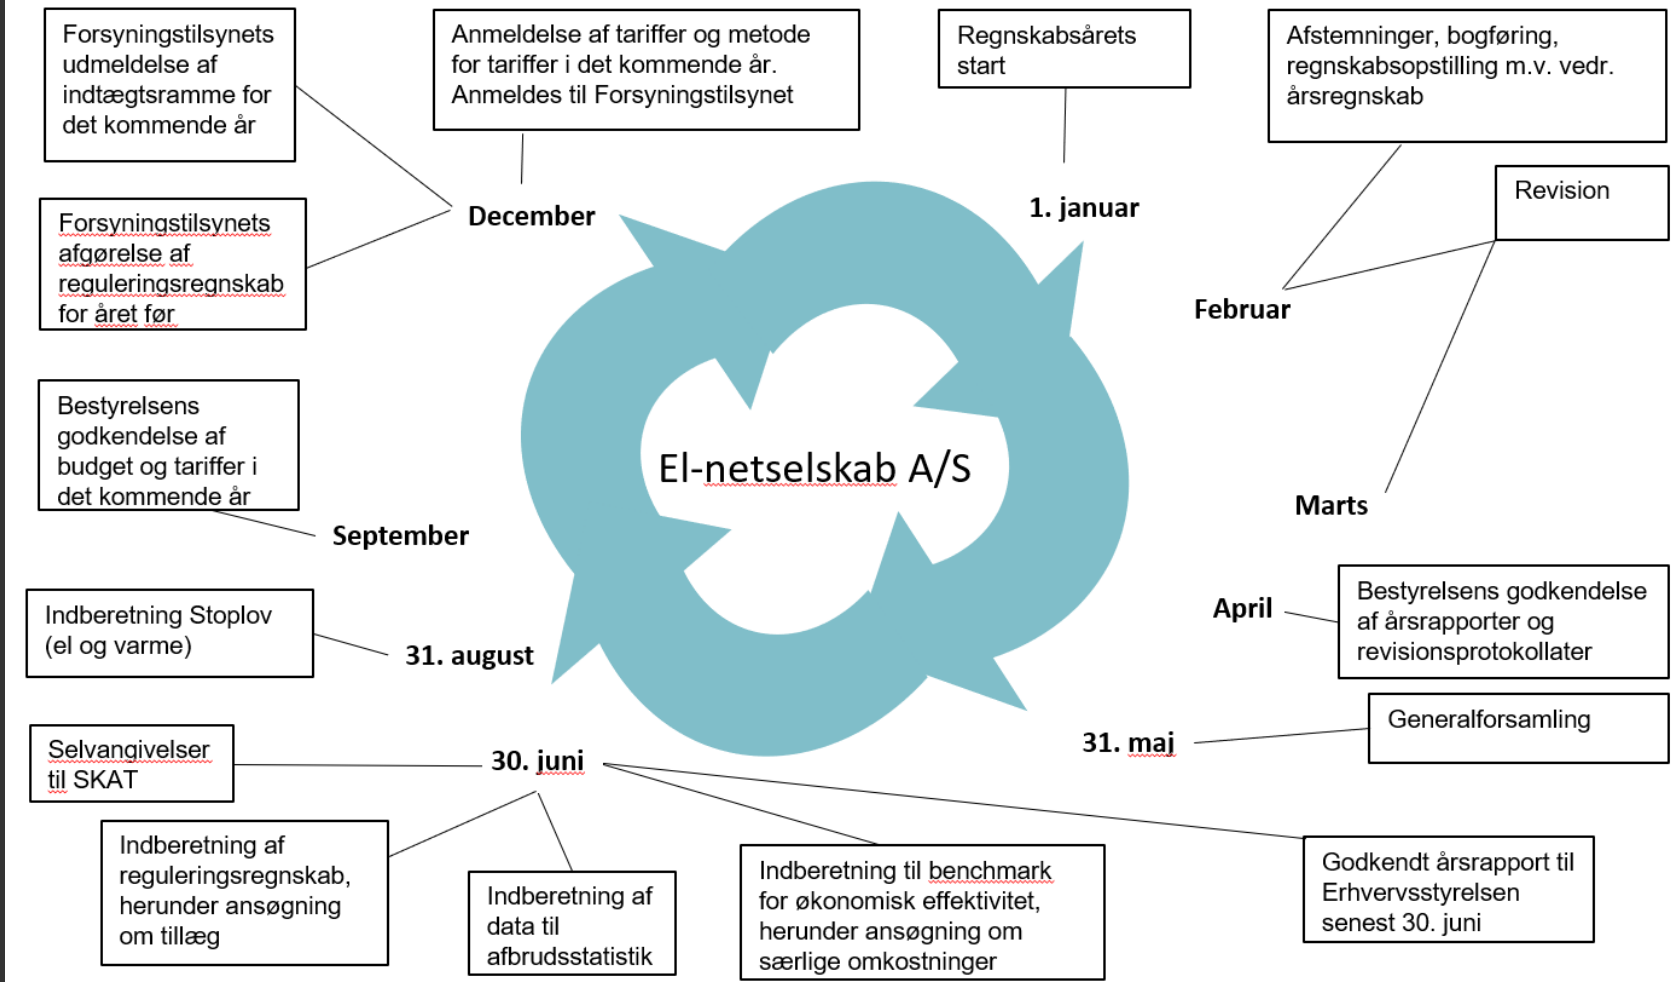 Forsyningstilsynets
udmeldelse af
indtægtsramme for
det kommende år
Anmeldelse af tariffer og metode
for tariffer i det kommende år.
Anmeldes til Forsyningstilsynet
Regnskabsårets
start
Afstemninger, bogføring,
regnskabsopstilling m.v. vedr.
årsregnskab
Revision
Forsyningstilsynets
afgørelse af
reguleringsregnskab
for året før
December
1. januar
Februar
Bestyrelsens
godkendelse af
budget og tariffer i
det kommende år
El-netselskab A/S
Marts
September
Indberetning Stoplov
(el og varme)
31. august
April
Bestyrelsens godkendelse
af årsrapporter og
revisionsprotokollater
Generalforsamling
31. maj
Selvangivelser
til SKAT
30. juni
Indberetning af
reguleringsregnskab,
herunder ansøgning
om tillæg
Indberetning af
data til
afbrudsstatistik
Indberetning til benchmark
for økonomisk effektivitet,
herunder ansøgning om
særlige omkostninger
Godkendt årsrapport til
Erhvervsstyrelsen
senest 30. juni